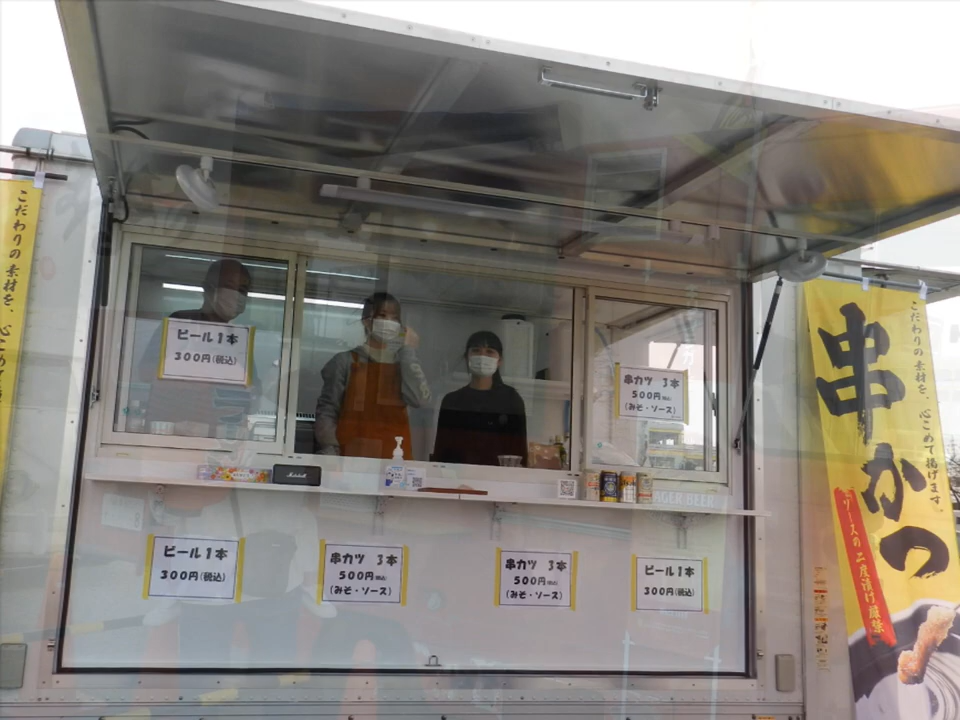 こだわりの素材を、心こめて
ビール1本
300円(税込)
串カツ 3本
500円(税込)
(みそ・ソース)
Marshall
LAGER BEER
ビール1本
300円(税込)
串カツ 3本
500円(税込)
(みそ・ソース)
串カツ 3本
500円(税込)
(みそ・ソース)
ビール1本
300円(税込)
こだわりの素材を、心こめて揚げます。
串かつ
ソースの二度漬け厳禁